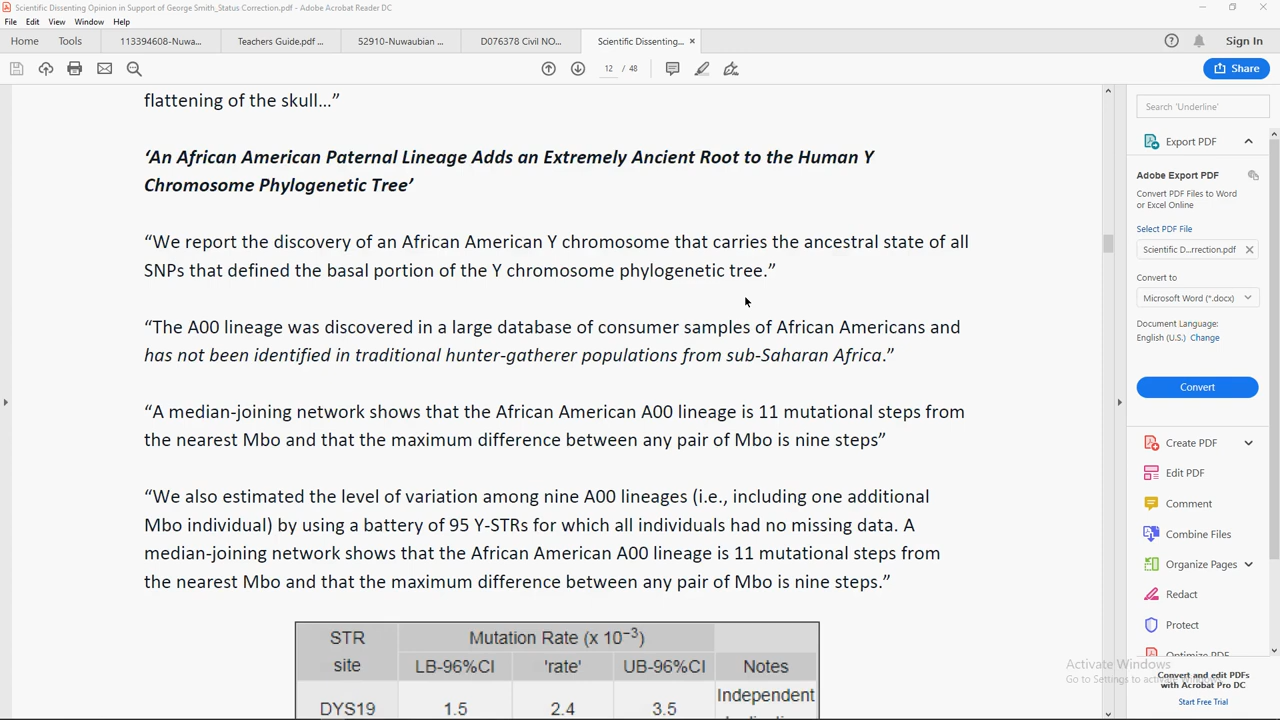 Scientific Dissenting Opinion in Support of George Smith_Status Correction.pdf - Adobe Acrobat Reader DC
File Edit View Window Help
Home Tools 113394608-Nuwa... Teachers Guide.pdf ... 52910-Nuwaubian ... D076378 Civil NO... Scientific Dissenting... × Sign In
12 / 48 Share
flattening of the skull...”
‘An African American Paternal Lineage Adds an Extremely Ancient Root to the Human Y
Chromosome Phylogenetic Tree’
“We report the discovery of an African American Y chromosome that carries the ancestral state of all
SNPs that defined the basal portion of the Y chromosome phylogenetic tree.”
“The A00 lineage was discovered in a large database of consumer samples of African Americans and
has not been identified in traditional hunter-gatherer populations from sub-Saharan Africa.”
“A median-joining network shows that the African American A00 lineage is 11 mutational steps from
the nearest Mbo and that the maximum difference between any pair of Mbo is nine steps”
“We also estimated the level of variation among nine A00 lineages (i.e., including one additional
Mbo individual) by using a battery of 95 Y-STRs for which all individuals had no missing data. A
median-joining network shows that the African American A00 lineage is 11 mutational steps from
the nearest Mbo and that the maximum difference between any pair of Mbo is nine steps.”
STR site Mutation Rate (x 10⁻³)
LB-96%CI 'rate' UB-96%CI Notes
DYS19 1.5 2.4 3.5 Independent
Search 'Underline'
Export PDF
Adobe Export PDF
Convert PDF Files to Word
or Excel Online
Select PDF File
Scientific D...rrection.pdf
Convert to
Microsoft Word (*.docx)
Document Language:
English (U.S.) Change
Convert
Create PDF
Edit PDF
Comment
Combine Files
Organize Pages
Redact
Protect
Optimize PDF
Activate Windows
Go to Settings to
Convert and edit PDFs
with Acrobat Pro DC
Start Free Trial